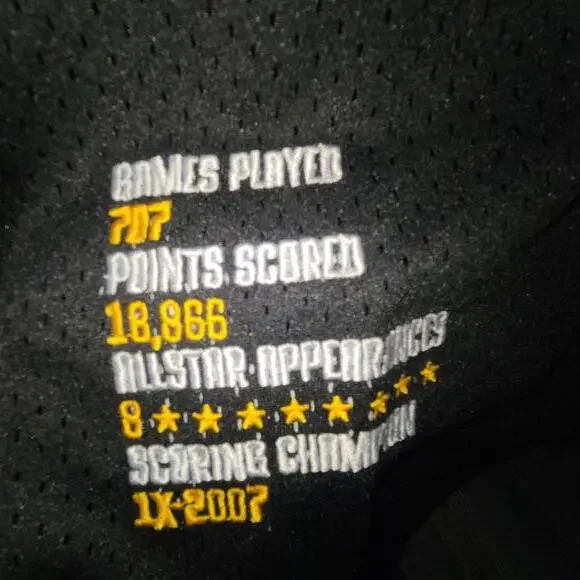 GAMES PLAYED
707
POINTS SCORED
18,866
ALLSTAR APPEARANCES
8 ★ ★ ★ ★ ★ ★ ★ ★
SCORING CHAMPION
1X-2007